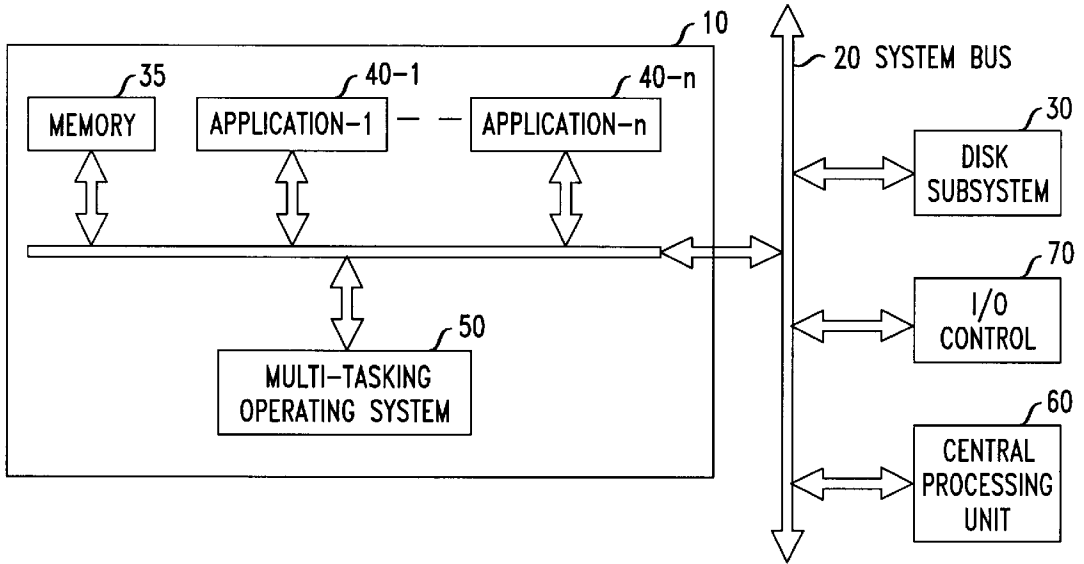 10
35
MEMORY
40-1
APPLICATION-1
40-n
APPLICATION-n
50
MULTI-TASKING
OPERATING SYSTEM
20 SYSTEM BUS
30
DISK
SUBSYSTEM
70
I/O
CONTROL
60
CENTRAL
PROCESSING
UNIT